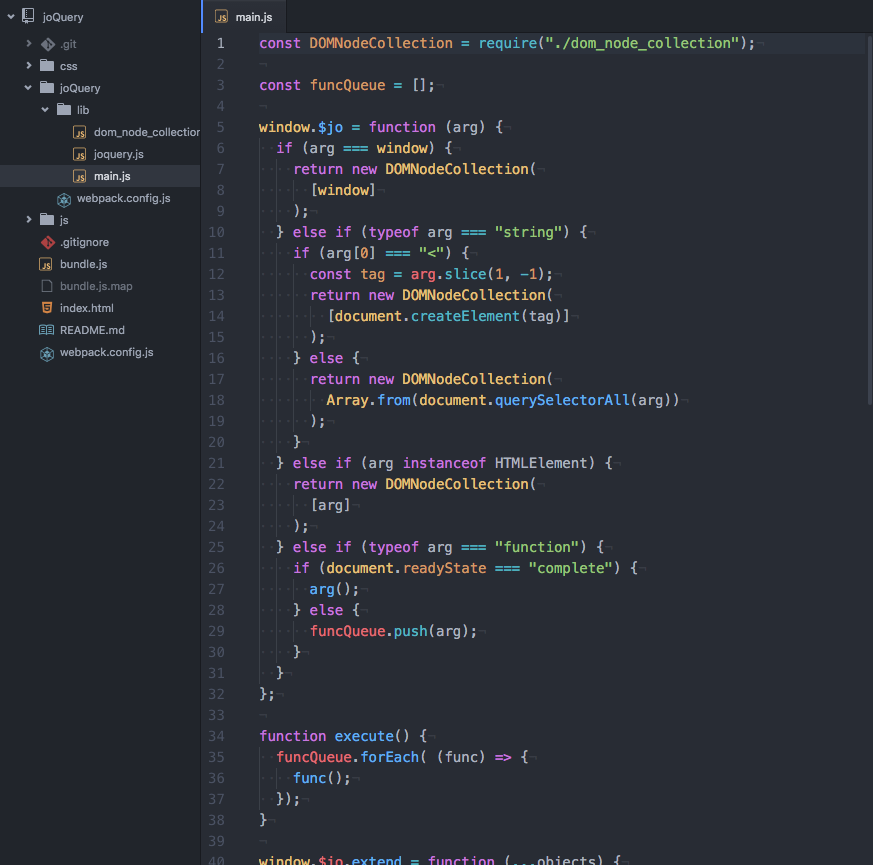 joQuery
.git
css
joQuery
lib
dom_node_collection
joquery.js
main.js
webpack.config.js
js
.gitignore
bundle.js
bundle.js.map
index.html
README.md
webpack.config.js
main.js
1 const DOMNodeCollection = require("./dom_node_collection");
2
3 const funcQueue = [];
4
5 window.$jo = function (arg) {
6   if (arg === window) {
7     return new DOMNodeCollection(
8       [window]
9     );
10   } else if (typeof arg === "string") {
11     if (arg[0] === "<") {
12       const tag = arg.slice(1, -1);
13       return new DOMNodeCollection(
14         [document.createElement(tag)]
15       );
16     } else {
17       return new DOMNodeCollection(
18         Array.from(document.querySelectorAll(arg))
19       );
20     }
21   } else if (arg instanceof HTMLElement) {
22     return new DOMNodeCollection(
23       [arg]
24     );
25   } else if (typeof arg === "function") {
26     if (document.readyState === "complete") {
27       arg();
28     } else {
29       funcQueue.push(arg);
30     }
31   }
32 };
33
34 function execute() {
35   funcQueue.forEach( (func) => {
36     func();
37   });
38 }
39
40 window.$jo.extend = function (...objects) {